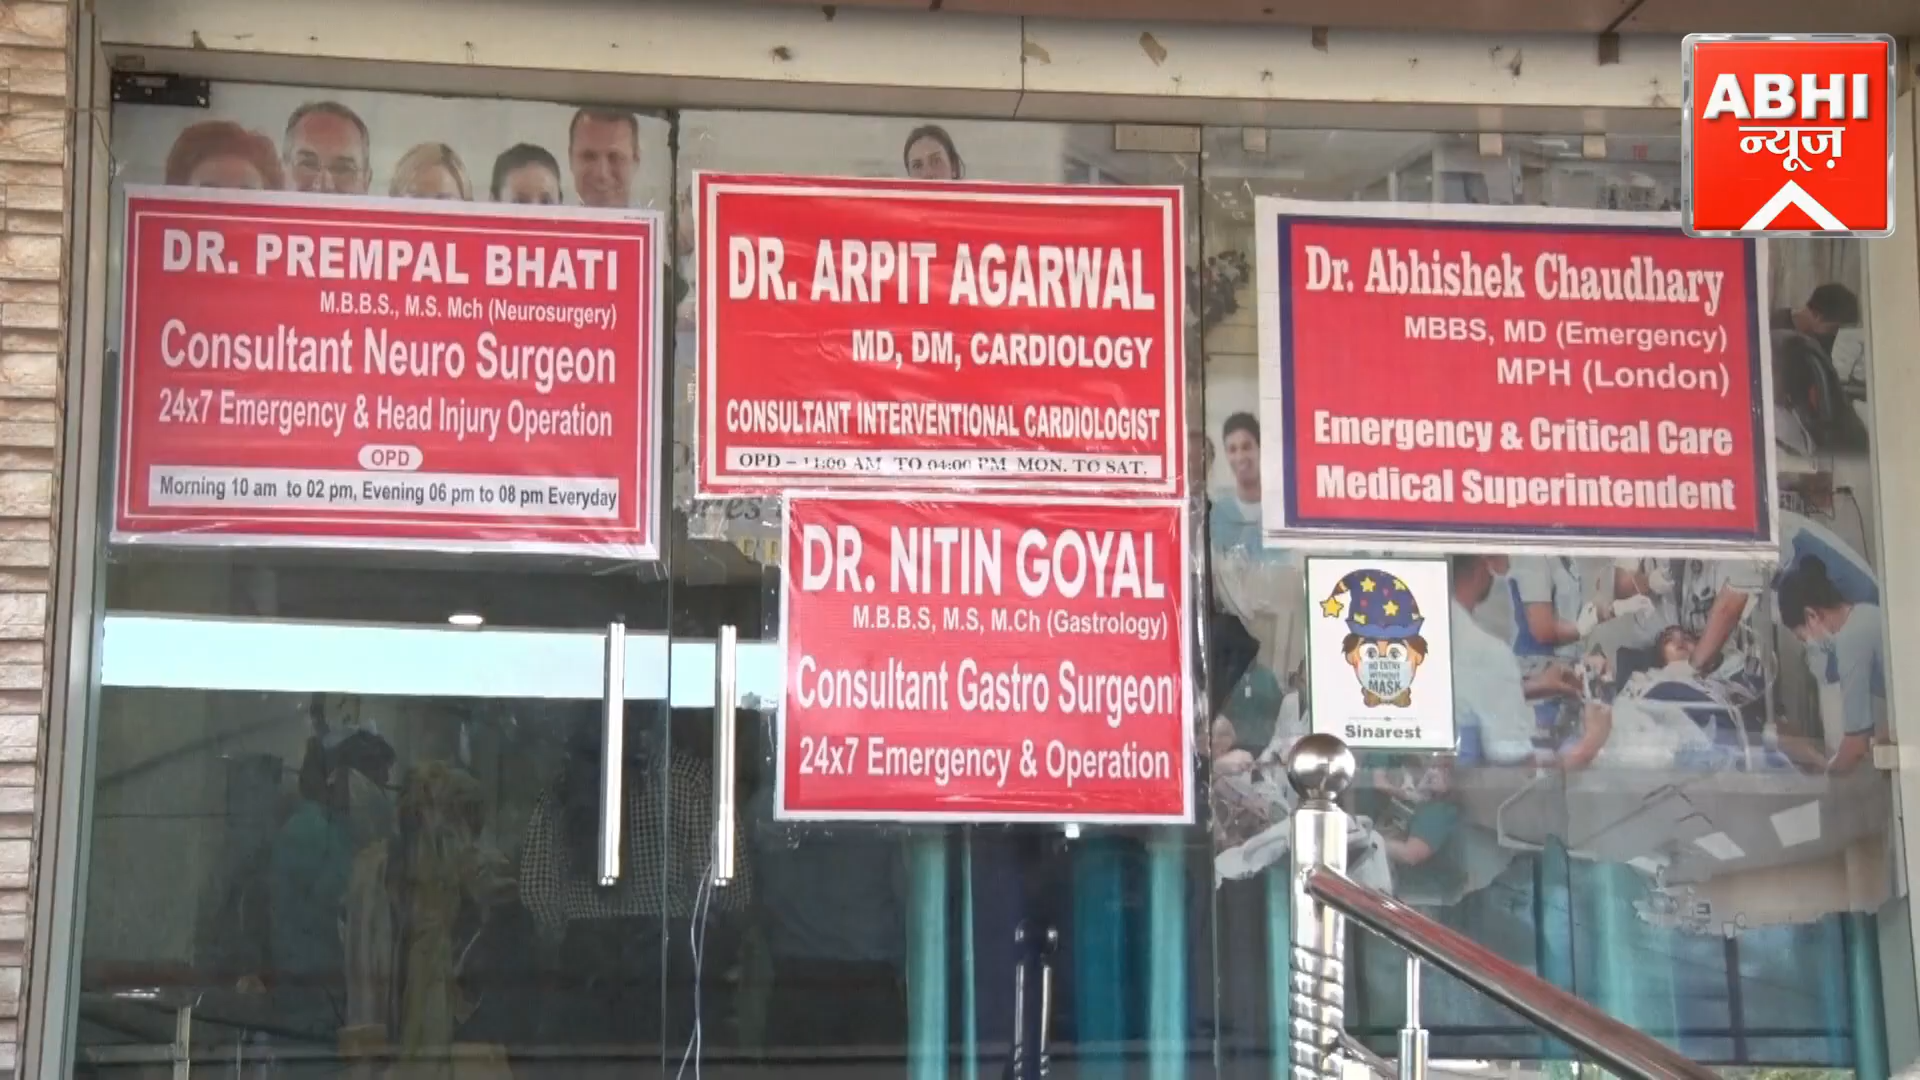 DR. PREMPAL BHATI
M.B.B.S., M.S. Mch (Neurosurgery)
Consultant Neuro Surgeon
24x7 Emergency & Head Injury Operation
OPD
Morning 10 am to 02 pm, Evening 06 pm to 08 pm Everyday
DR. ARPIT AGARWAL
MD, DM, CARDIOLOGY
CONSULTANT INTERVENTIONAL CARDIOLOGIST
OPD – 11:00 AM TO 04:00 PM MON. TO SAT.
DR. NITIN GOYAL
M.B.B.S, M.S, M.Ch (Gastrology)
Consultant Gastro Surgeon
24x7 Emergency & Operation
Dr. Abhishek Chaudhary
MBBS, MD (Emergency)
MPH (London)
Emergency & Critical Care
Medical Superintendent
NO ENTRY
WITHOUT
MASK
Sinarest
ABHI
न्यूज़